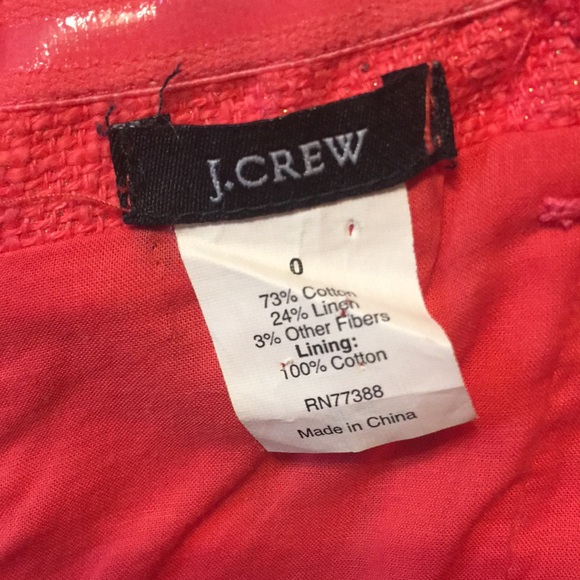 J.CREW
0
73% Cotton
24% Linen
3% Other Fibers
Lining:
100% Cotton
RN77388
Made in China